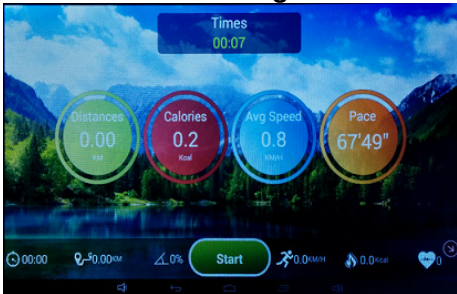 Times
00:07
Distances
0.00
KM
Calories
0.2
Kcal
Avg Speed
0.8
KM/H
Pace
67'49"
00:00
0.00KM
0%
Start
0.0KM/H
0.0Kcal
0